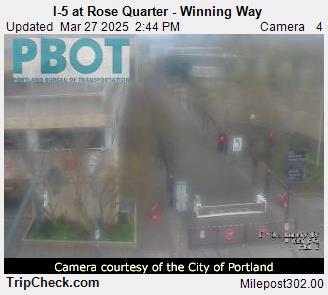 I-5 at Rose Quarter - Winning Way
Updated Mar 27 2025 2:44 PM Camera 4
PBOT
PORTLAND BUREAU OF TRANSPORTATION
Camera courtesy of the City of Portland
TripCheck.com Milepost302.00